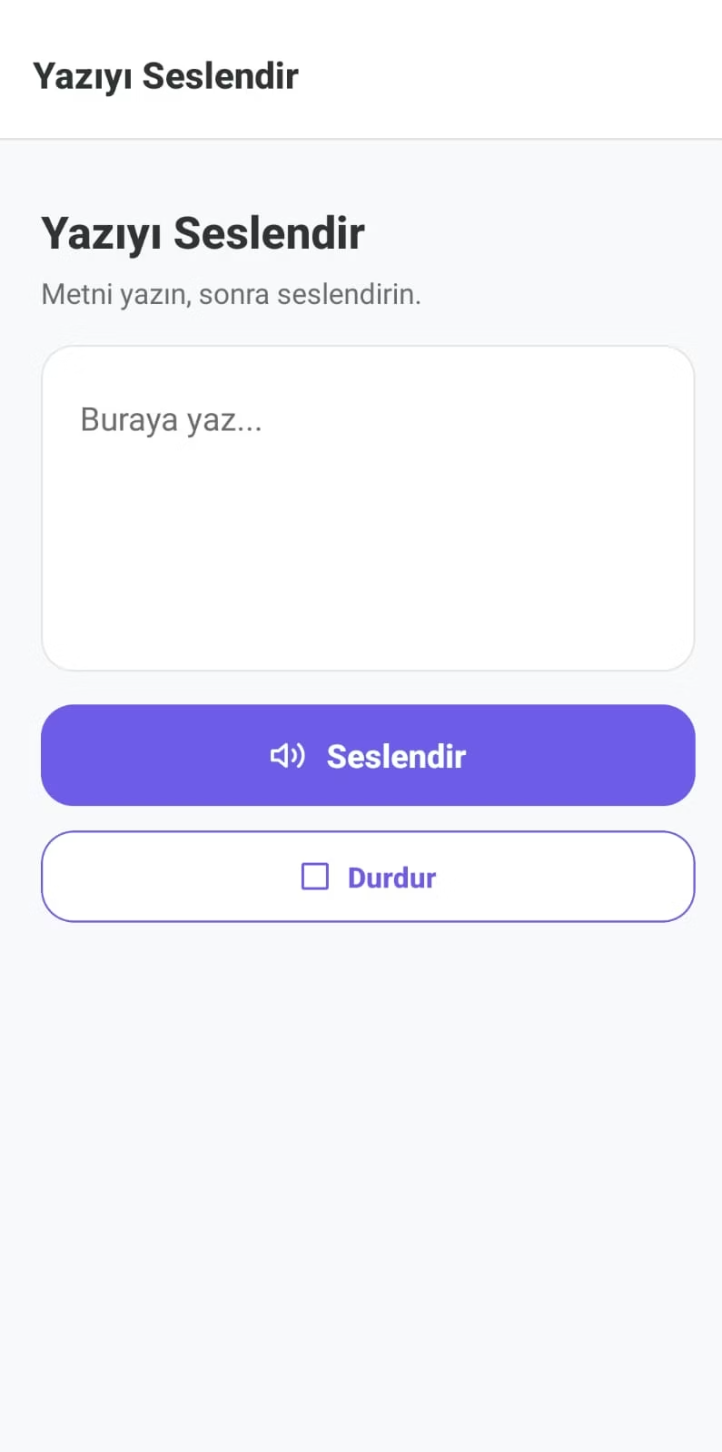 Yazıyı Seslendir
Yazıyı Seslendir
Metni yazın, sonra seslendirin.
Buraya yaz...
Seslendir
Durdur